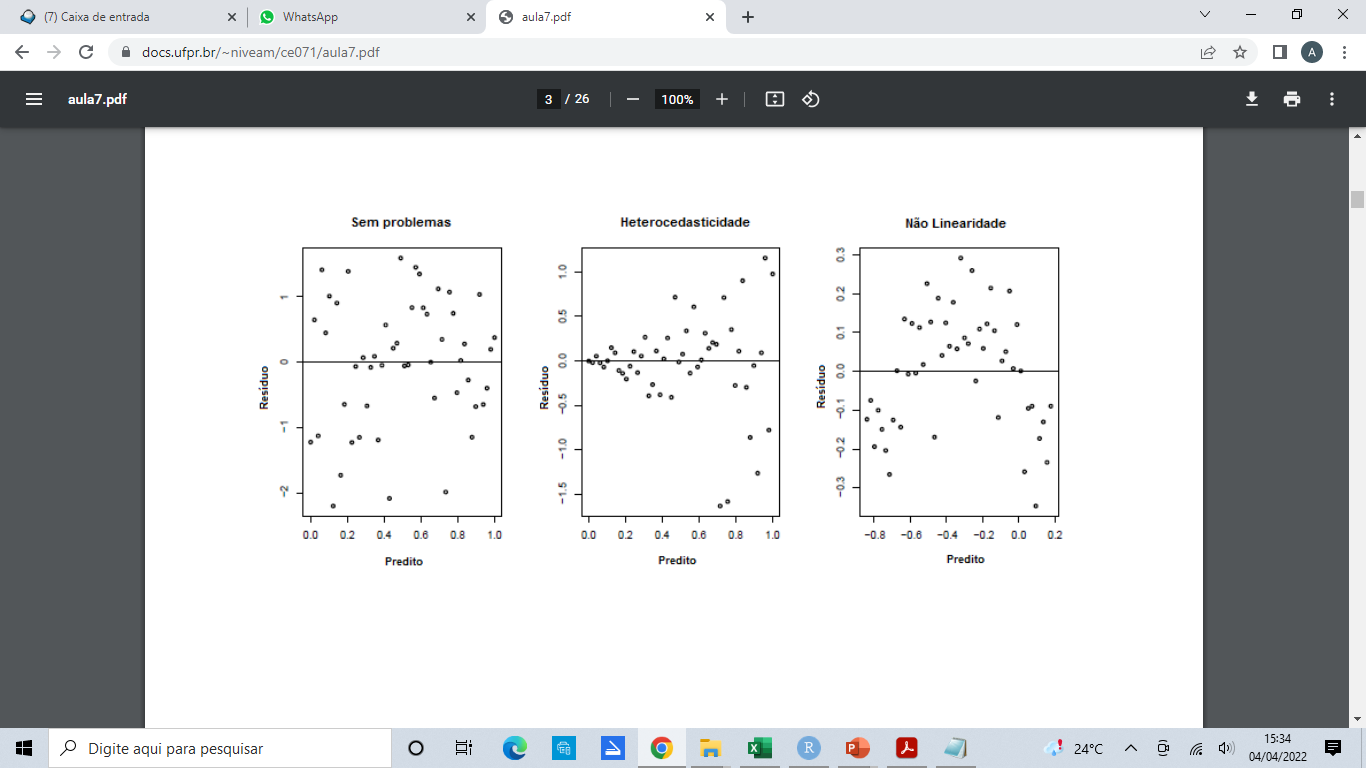 (7) Caixa de entrada
WhatsApp
aula7.pdf
docs.ufpr.br/~niveam/ce071/aula7.pdf
A
aula7.pdf
3 / 26
100%
Sem problemas
Resíduo
1
0
−1
−2
0.0 0.2 0.4 0.6 0.8 1.0
Predito
Heterocedasticidade
Resíduo
1.0
0.5
0.0
−0.5
−1.0
−1.5
0.0 0.2 0.4 0.6 0.8 1.0
Predito
Não Linearidade
Resíduo
0.3
0.2
0.1
0.0
−0.1
−0.2
−0.3
−0.8 −0.6 −0.4 −0.2 0.0 0.2
Predito
Digite aqui para pesquisar
R
24°C
15:34
04/04/2022